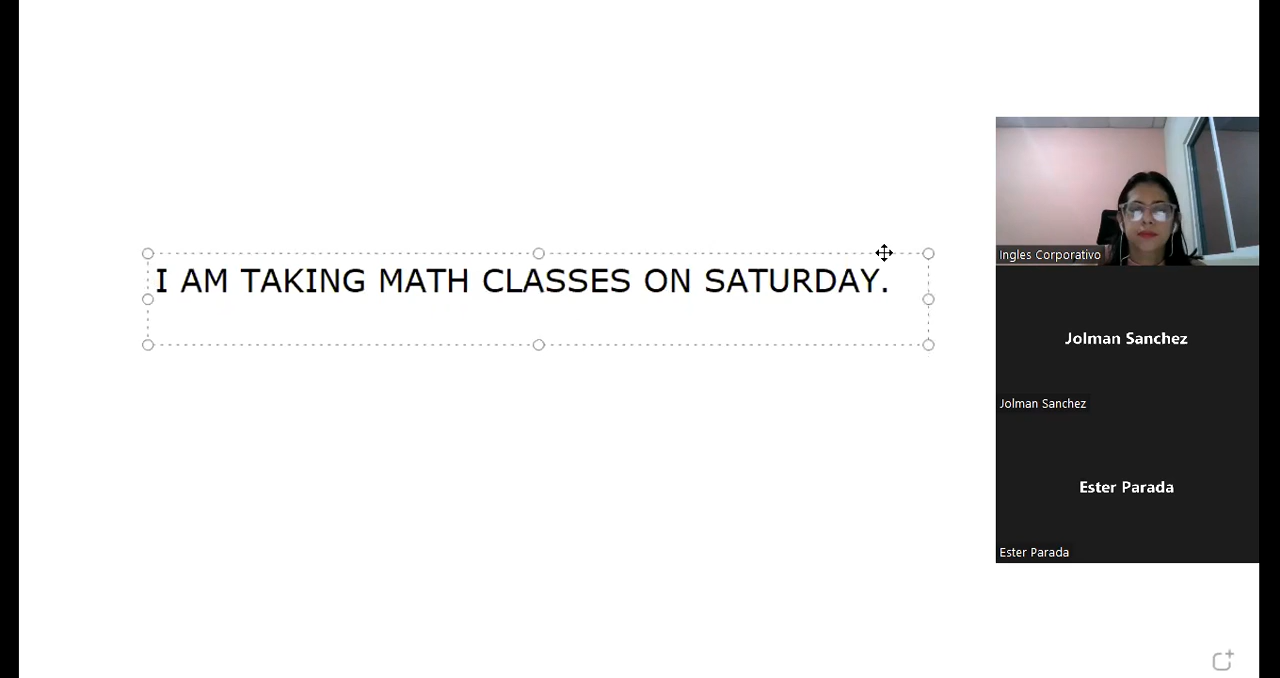 I AM TAKING MATH CLASSES ON SATURDAY.
Ingles Corporativo
Jolman Sanchez
Jolman Sanchez
Ester Parada
Ester Parada